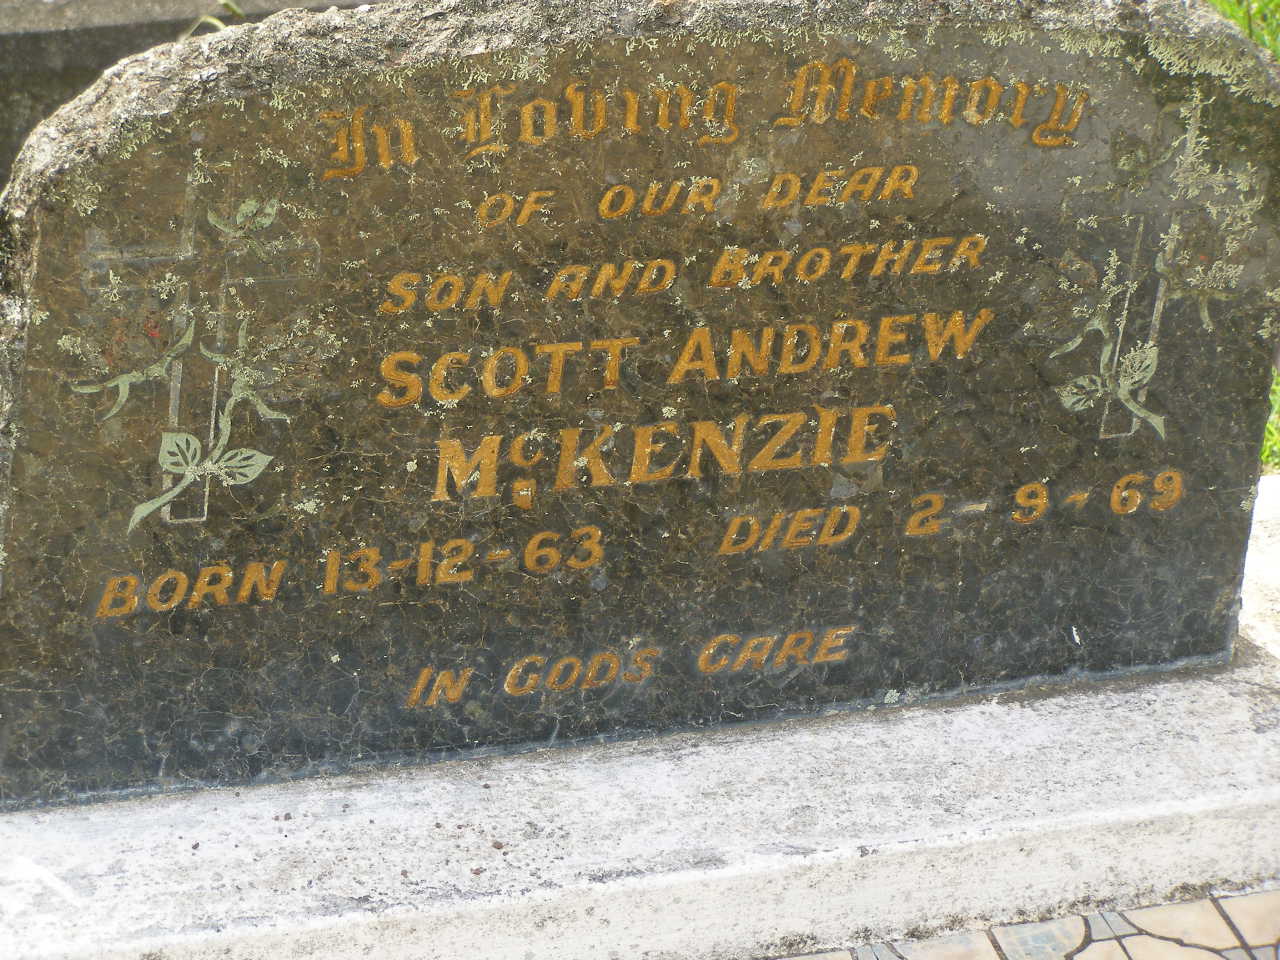 In Loving Memory
OF OUR DEAR
SON AND BROTHER
SCOTT ANDREW
McKENZIE
BORN 13-12-63 DIED 2-9-69
IN GODS CARE